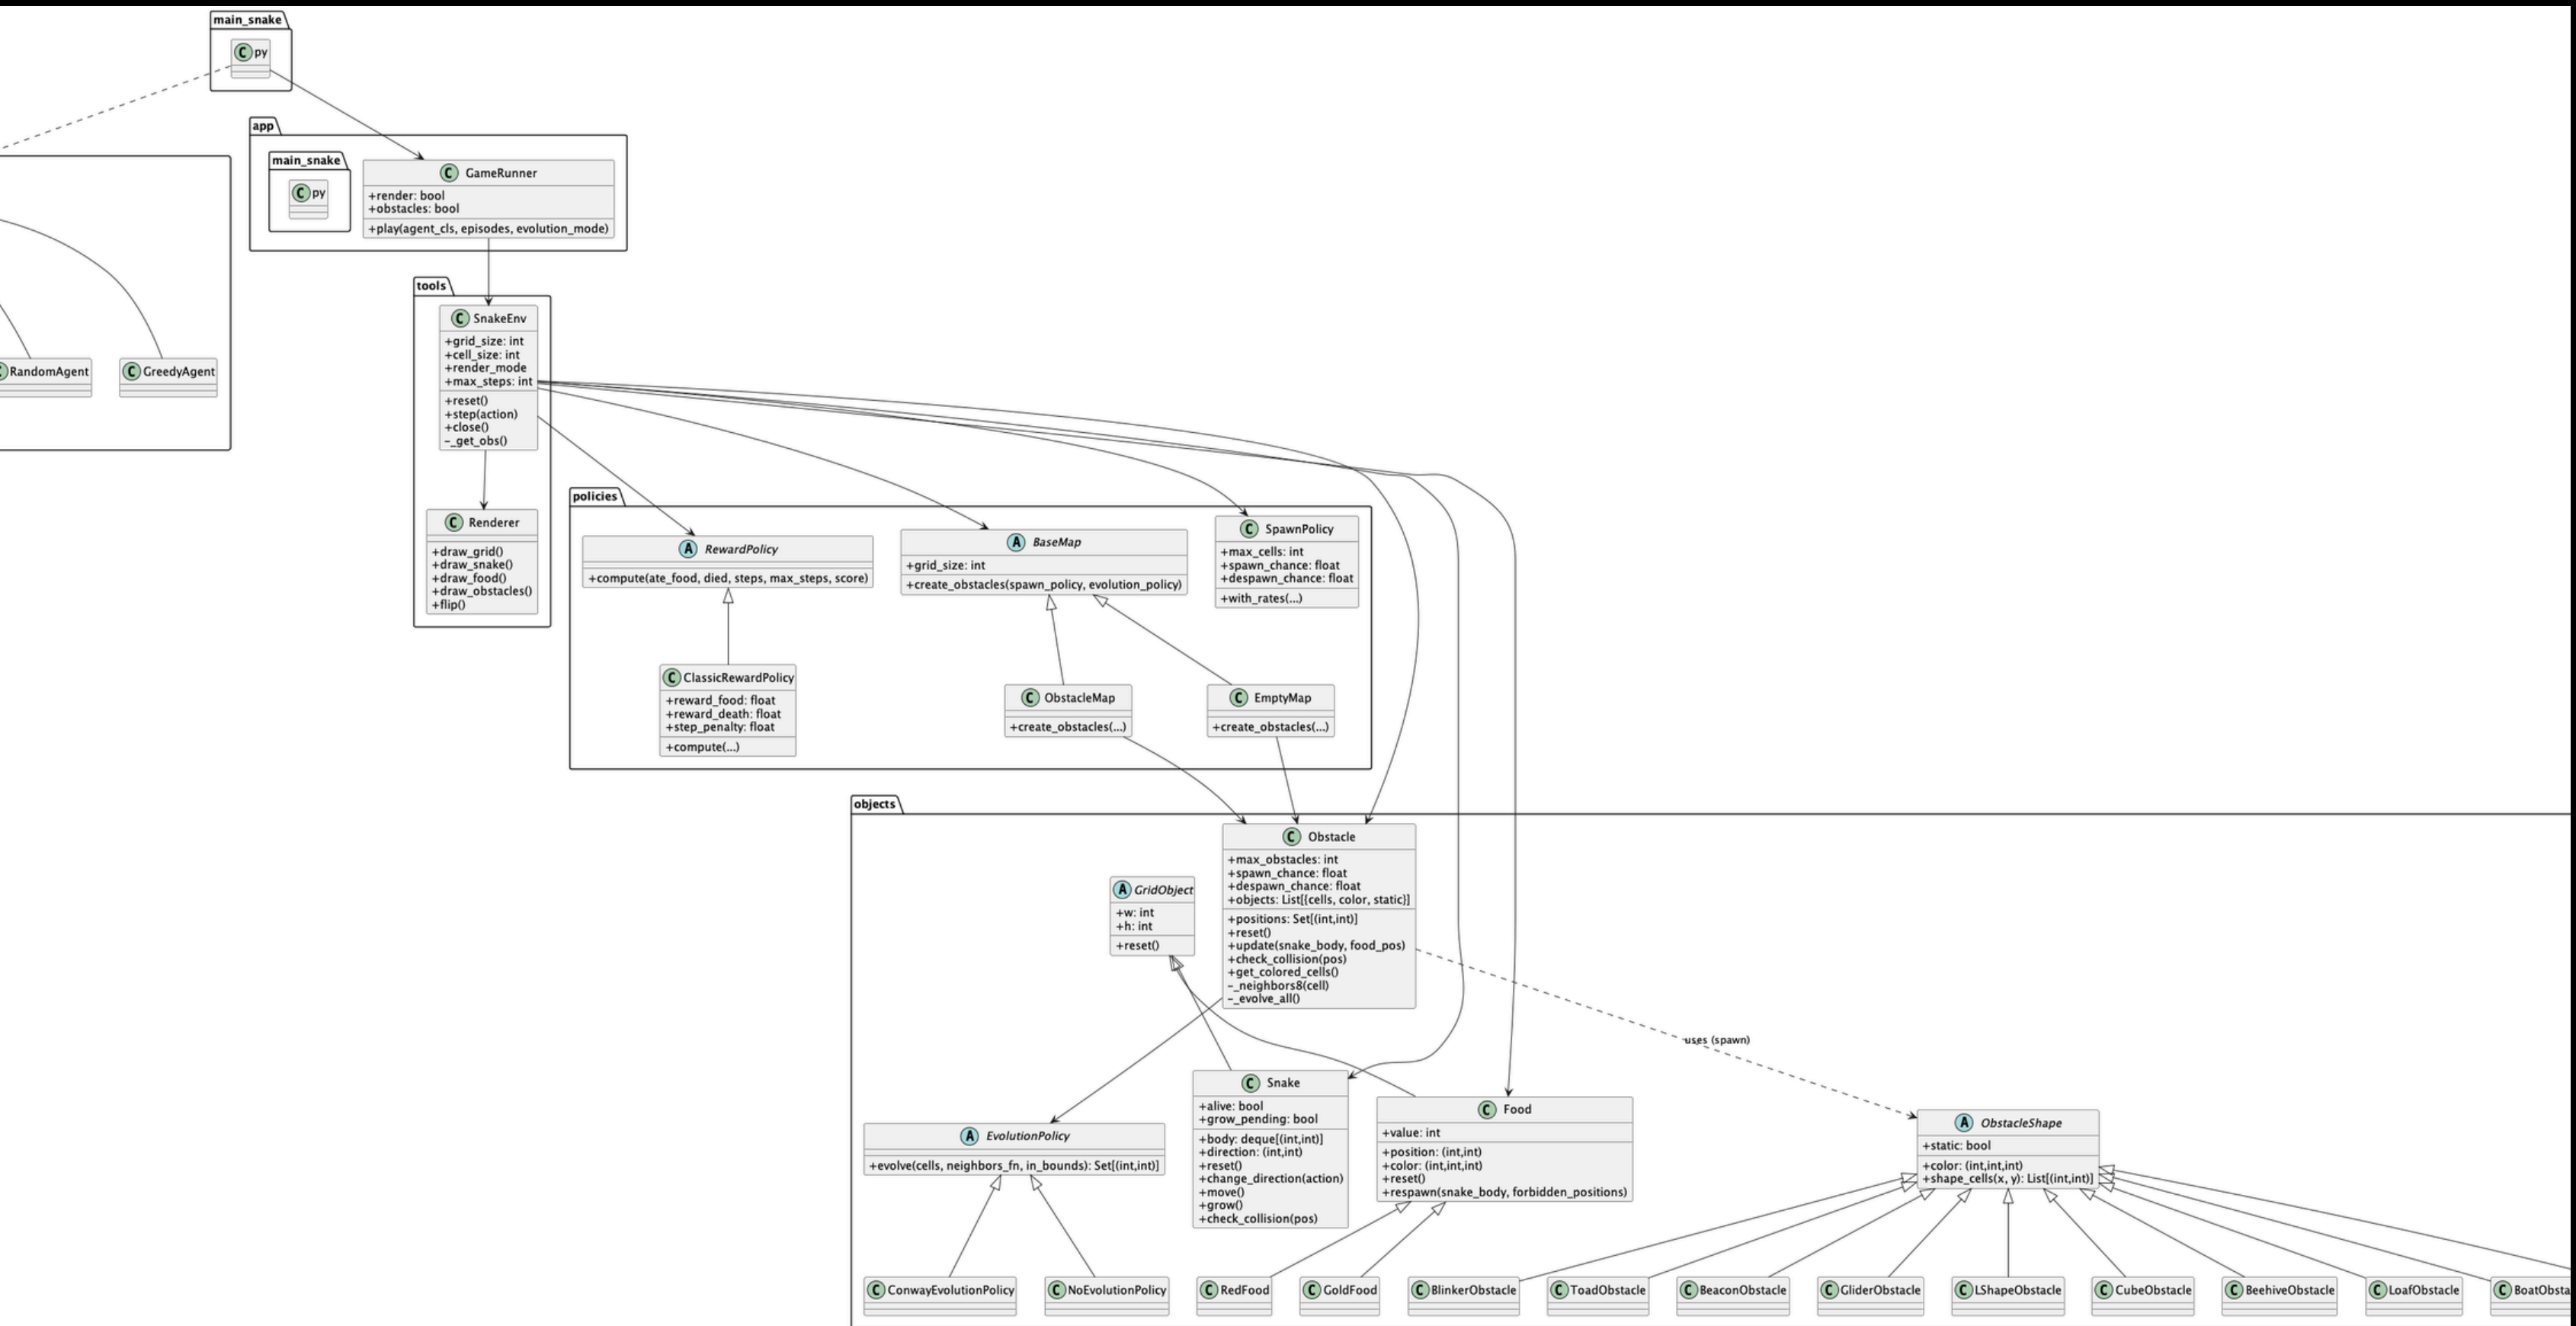 main_snake
C py
app
main_snake
C py
C GameRunner
+render: bool
+obstacles: bool
+play(agent_cls, episodes, evolution_mode)
tools
C SnakeEnv
+grid_size: int
+cell_size: int
+render_mode
+max_steps: int
+reset()
+step(action)
+close()
-_get_obs()
C RandomAgent
C GreedyAgent
C Renderer
+draw_grid()
+draw_snake()
+draw_food()
+draw_obstacles()
+flip()
policies
A RewardPolicy
+compute(ate_food, died, steps, max_steps, score)
A BaseMap
+grid_size: int
+create_obstacles(spawn_policy, evolution_policy)
C SpawnPolicy
+max_cells: int
+spawn_chance: float
+despawn_chance: float
+with_rates(...)
C ClassicRewardPolicy
+reward_food: float
+reward_death: float
+step_penalty: float
+compute(...)
C ObstacleMap
+create_obstacles(...)
C EmptyMap
+create_obstacles(...)
objects
C Obstacle
+max_obstacles: int
+spawn_chance: float
+despawn_chance: float
+objects: List[{cells, color, static}]
+positions: Set[(int,int)]
+reset()
+update(snake_body, food_pos)
+check_collision(pos)
+get_colored_cells()
-_neighbors8(cell)
-_evolve_all()
A GridObject
+w: int
+h: int
+reset()
uses (spawn)
C Snake
+alive: bool
+grow_pending: bool
+body: deque[(int,int)]
+direction: (int,int)
+reset()
+change_direction(action)
+move()
+grow()
+check_collision(pos)
C Food
+value: int
+position: (int,int)
+color: (int,int,int)
+reset()
+respawn(snake_body, forbidden_positions)
A EvolutionPolicy
+evolve(cells, neighbors_fn, in_bounds): Set[(int,int)]
A ObstacleShape
+static: bool
+color: (int,int,int)
+shape_cells(x, y): List[(int,int)]
C ConwayEvolutionPolicy
C NoEvolutionPolicy
C RedFood
C GoldFood
C BlinkerObstacle
C ToadObstacle
C BeaconObstacle
C GliderObstacle
C LShapeObstacle
C CubeObstacle
C BeehiveObstacle
C LoafObstacle
C BoatObsta